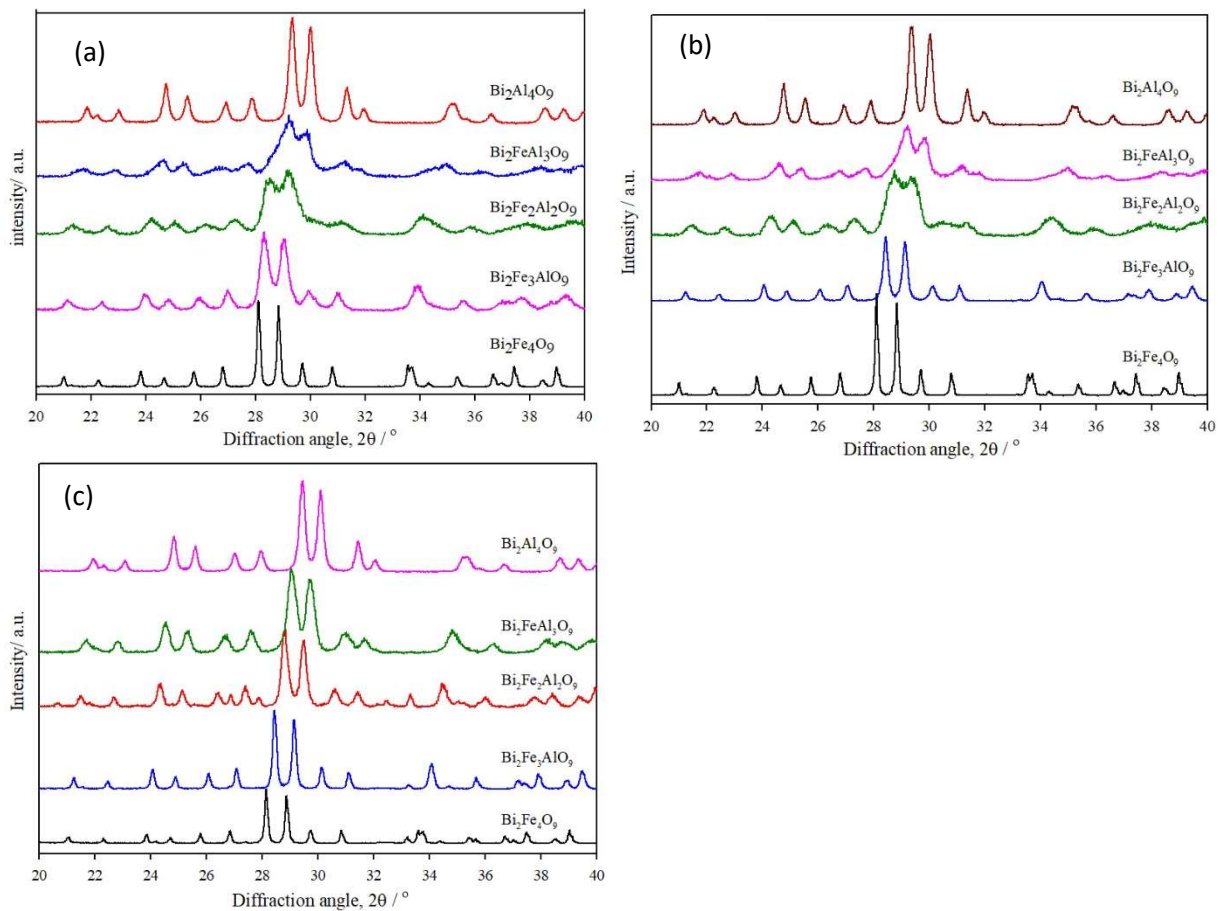 (a)
Bi₂Al₄O₉
Bi₂FeAl₃O₉
Bi₂Fe₂Al₂O₉
Bi₂Fe₃AlO₉
Bi₂Fe₄O₉
intensity/ a.u.
20 22 24 26 28 30 32 34 36 38 40
Diffraction angle, 2θ / °
(b)
Bi₂Al₄O₉
Bi₂FeAl₃O₉
Bi₂Fe₂Al₂O₉
Bi₂Fe₃AlO₉
Bi₂Fe₄O₉
Intensity / a.u.
20 22 24 26 28 30 32 34 36 38 40
Diffraction angle, 2θ / °
(c)
Bi₂Al₄O₉
Bi₂FeAl₃O₉
Bi₂Fe₂Al₂O₉
Bi₂Fe₃AlO₉
Bi₂Fe₄O₉
Intensity/ a.u.
20 22 24 26 28 30 32 34 36 38 40
Diffraction angle, 2θ / °